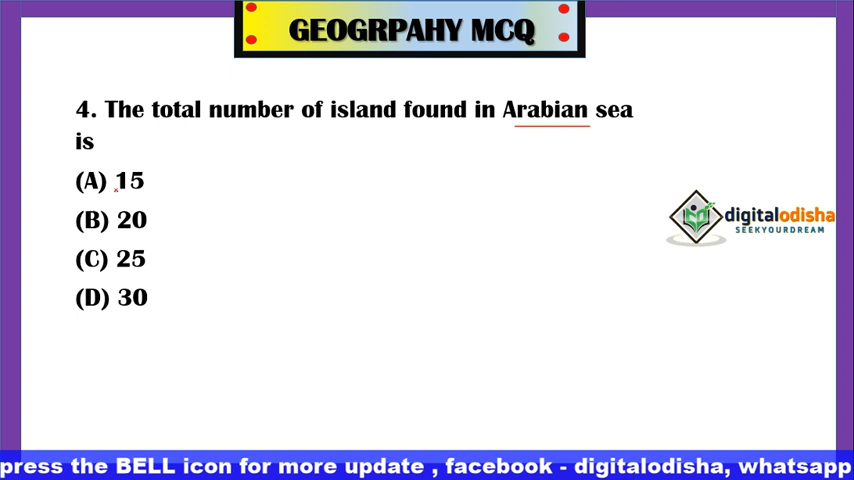 GEOGRPAHY MCQ
4. The total number of island found in Arabian sea
is
(A) 15
(B) 20
(C) 25
(D) 30
digitalodisha
SEEKYOURDREAM
press the BELL icon for more update , facebook - digitalodisha, whatsapp